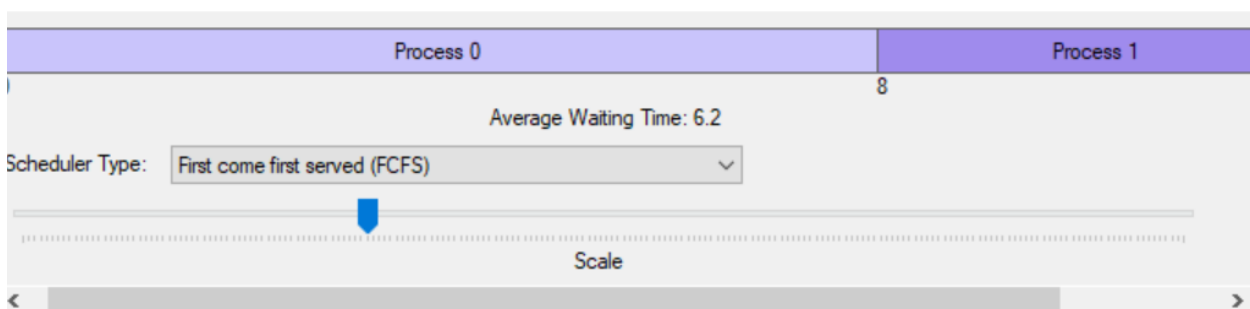 Process 0 Process 1
8
Average Waiting Time: 6.2
Scheduler Type: First come first served (FCFS)
Scale